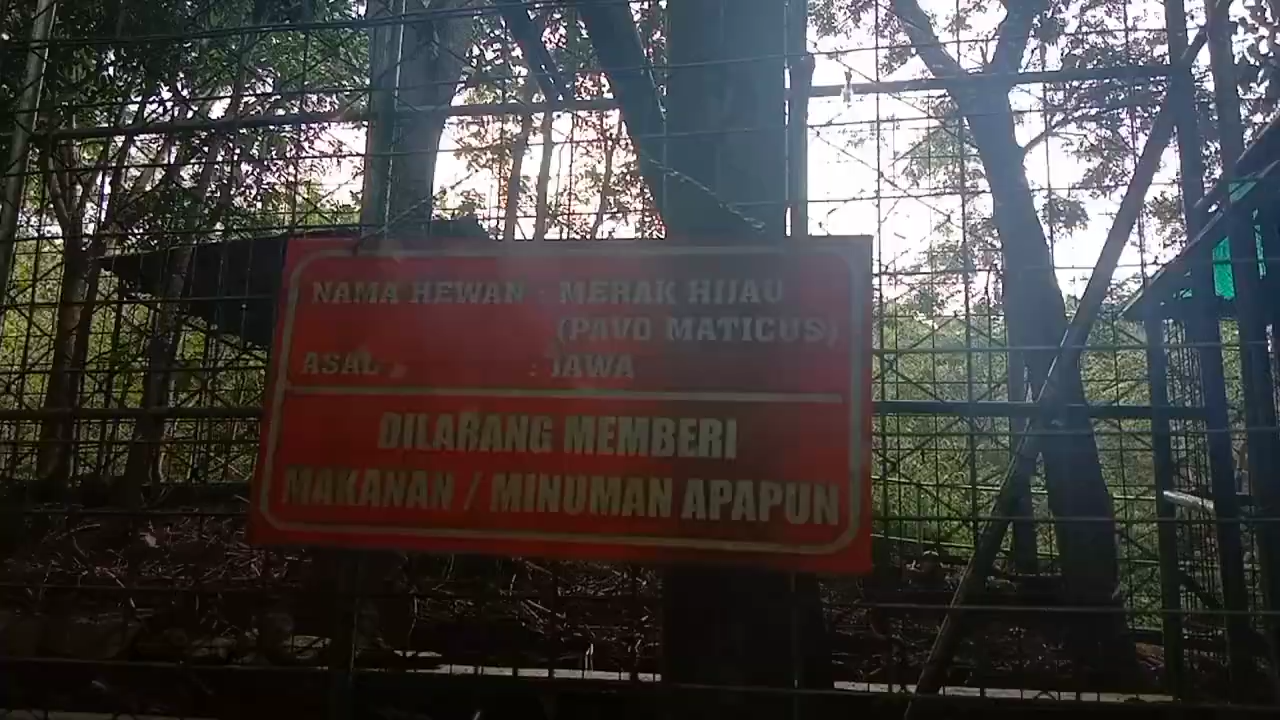 NAMA HEWAN : MERAK HIJAU
(PAVO MATICUS)
ASAL : JAWA
DILARANG MEMBERI
MAKANAN / MINUMAN APAPUN